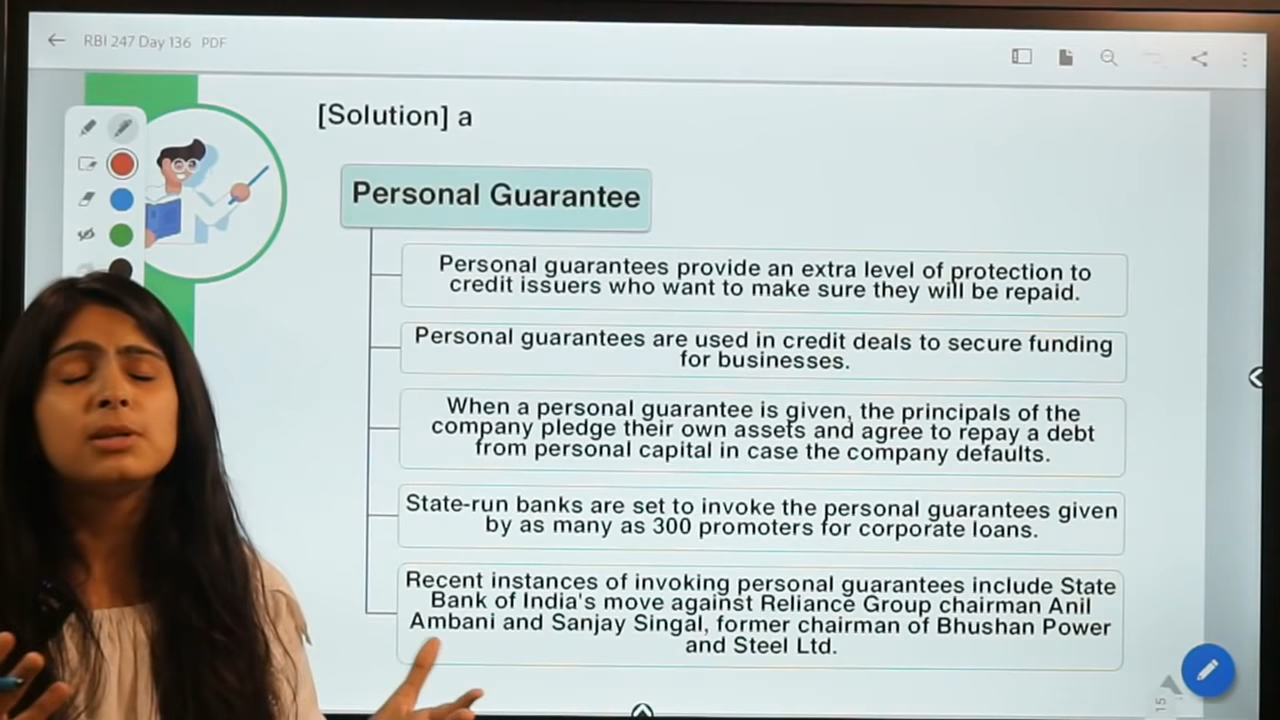 RBI 247 Day 136 PDF
[Solution] a
Personal Guarantee
Personal guarantees provide an extra level of protection to
credit issuers who want to make sure they will be repaid.
Personal guarantees are used in credit deals to secure funding
for businesses.
When a personal guarantee is given, the principals of the
company pledge their own assets and agree to repay a debt
from personal capital in case the company defaults.
State-run banks are set to invoke the personal guarantees given
by as many as 300 promoters for corporate loans.
Recent instances of invoking personal guarantees include State
Bank of India's move against Reliance Group chairman Anil
Ambani and Sanjay Singal, former chairman of Bhushan Power
and Steel Ltd.
15